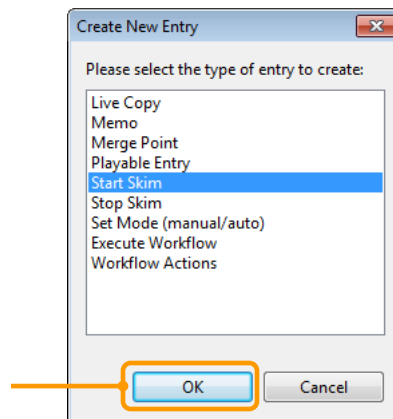 Create New Entry
Please select the type of entry to create:
Live Copy
Memo
Merge Point
Playable Entry
Start Skim
Stop Skim
Set Mode (manual/auto)
Execute Workflow
Workflow Actions
OK Cancel